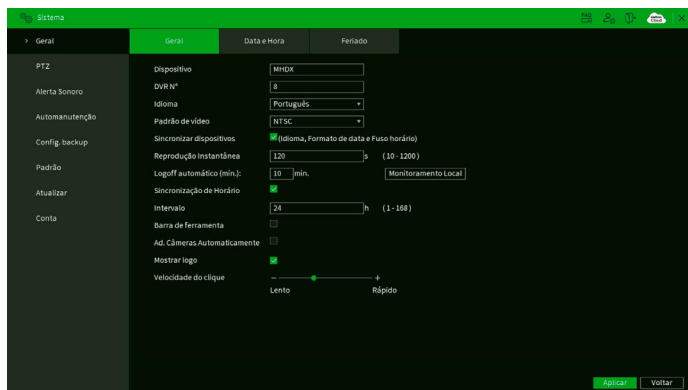 Sistema
FAQ
> Geral
Geral Data e Hora Feriado
PTZ
Alerta Sonoro
Automanutenção
Config. backup
Padrão
Atualizar
Conta
Dispositivo MHDX
DVR N° 8
Idioma Português
Padrão de vídeo NTSC
Sincronizar dispositivos (Idioma, Formato de data e Fuso horário)
Reprodução Instantânea 120 s (10 - 1200)
Logoff automático (min.): 10 min. Monitoramento Local
Sincronização de Horário
Intervalo 24 h (1 - 168)
Barra de ferramenta
Ad. Câmeras Automaticamente
Mostrar logo
Velocidade do clique − +
Lento Rápido
Aplicar Voltar